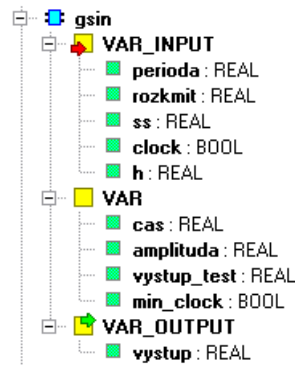 gsin
VAR_INPUT
perioda : REAL
rozkmit : REAL
ss : REAL
clock : BOOL
h : REAL
VAR
cas : REAL
amplituda : REAL
vystup_test : REAL
min_clock : BOOL
VAR_OUTPUT
vystup : REAL